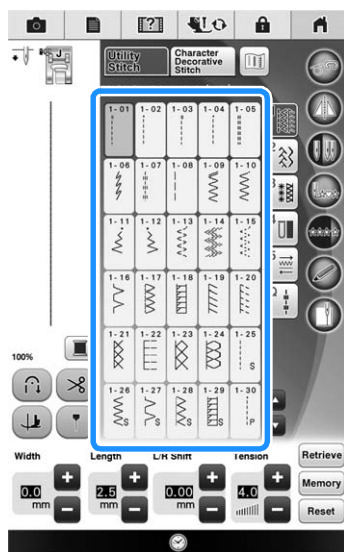 J
Utility
Stitch
Character
Decorative
Stitch
1-01 1-02 1-03 1-04 1-05
1-06 1-07 1-08 1-09 1-10
1-11 1-12 1-13 1-14 1-15
1-16 1-17 1-18 1-19 1-20
1-21 1-22 1-23 1-24 1-25
S
1-26 1-27 1-28 1-29 1-30
S S S S P
100%
Width Length L/R Shift Tension Retrieve
0.0 mm + - 2.5 mm + - 0.00 mm + - 4.0 + - Memory
Reset